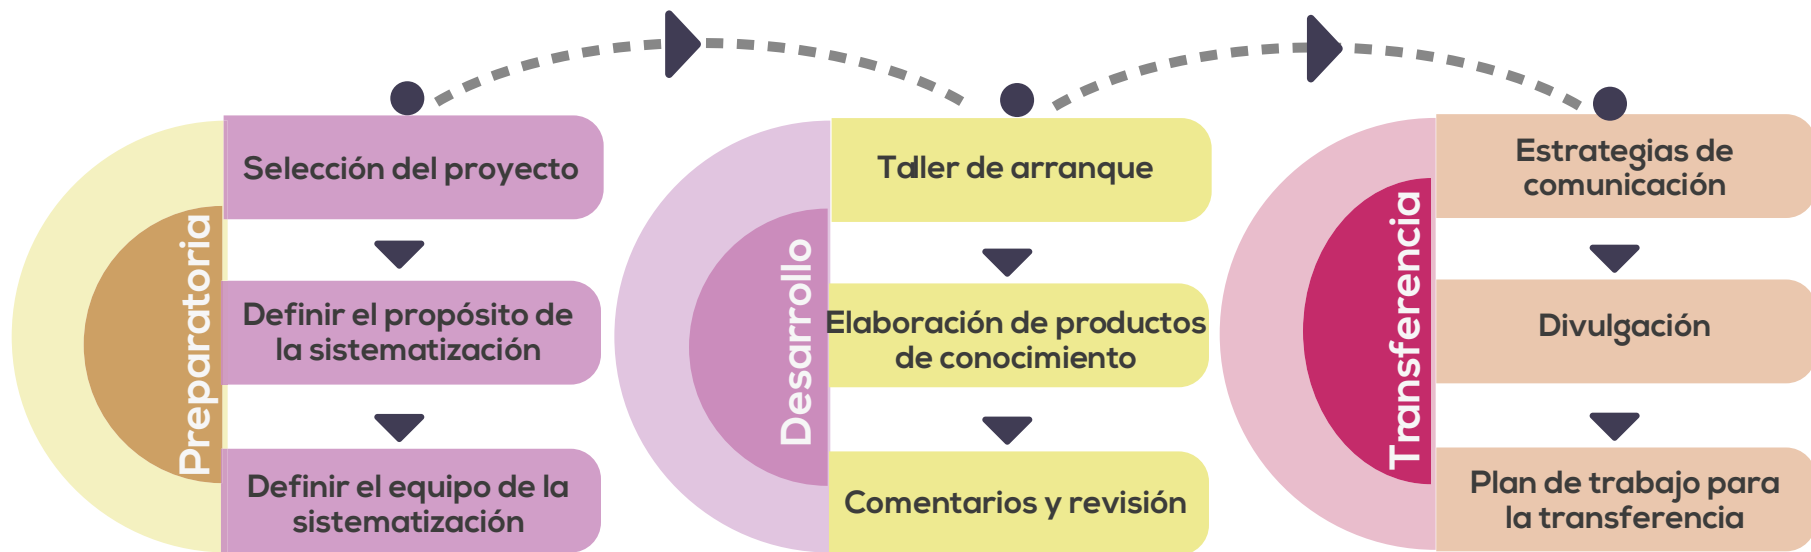 Preparatoria
Selección del proyecto
Definir el propósito de
la sistematización
Definir el equipo de la
sistematización
Desarrollo
Taller de arranque
Elaboración de productos
de conocimiento
Comentarios y revisión
Transferencia
Estrategias de
comunicación
Divulgación
Plan de trabajo para
la transferencia